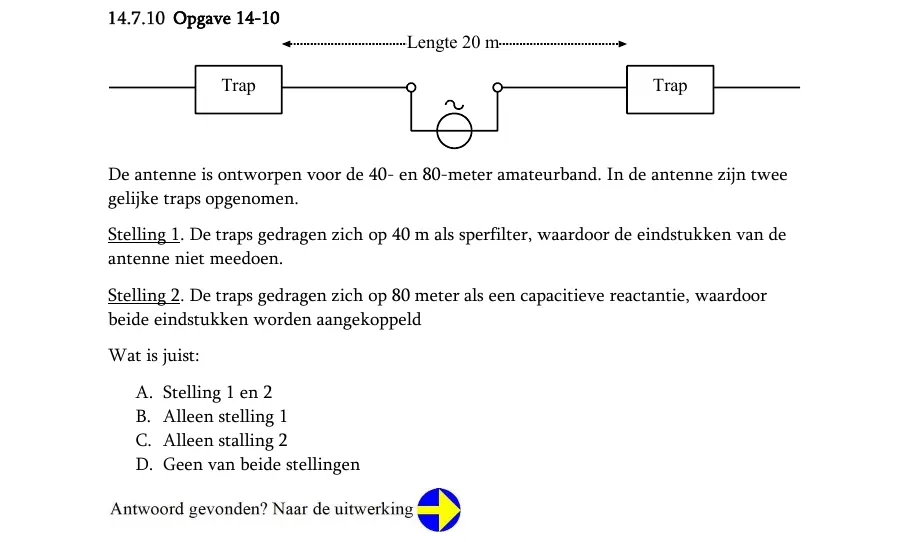 14.7.10 Opgave 14-10
Lengte 20 m
Trap
Trap
De antenne is ontworpen voor de 40- en 80-meter amateurband. In de antenne zijn twee
gelijke traps opgenomen.
Stelling 1. De traps gedragen zich op 40 m als sperfilter, waardoor de eindstukken van de
antenne niet meedoen.
Stelling 2. De traps gedragen zich op 80 meter als een capacitieve reactantie, waardoor
beide eindstukken worden aangekoppeld
Wat is juist:
A. Stelling 1 en 2
B. Alleen stelling 1
C. Alleen stalling 2
D. Geen van beide stellingen
Antwoord gevonden? Naar de uitwerking